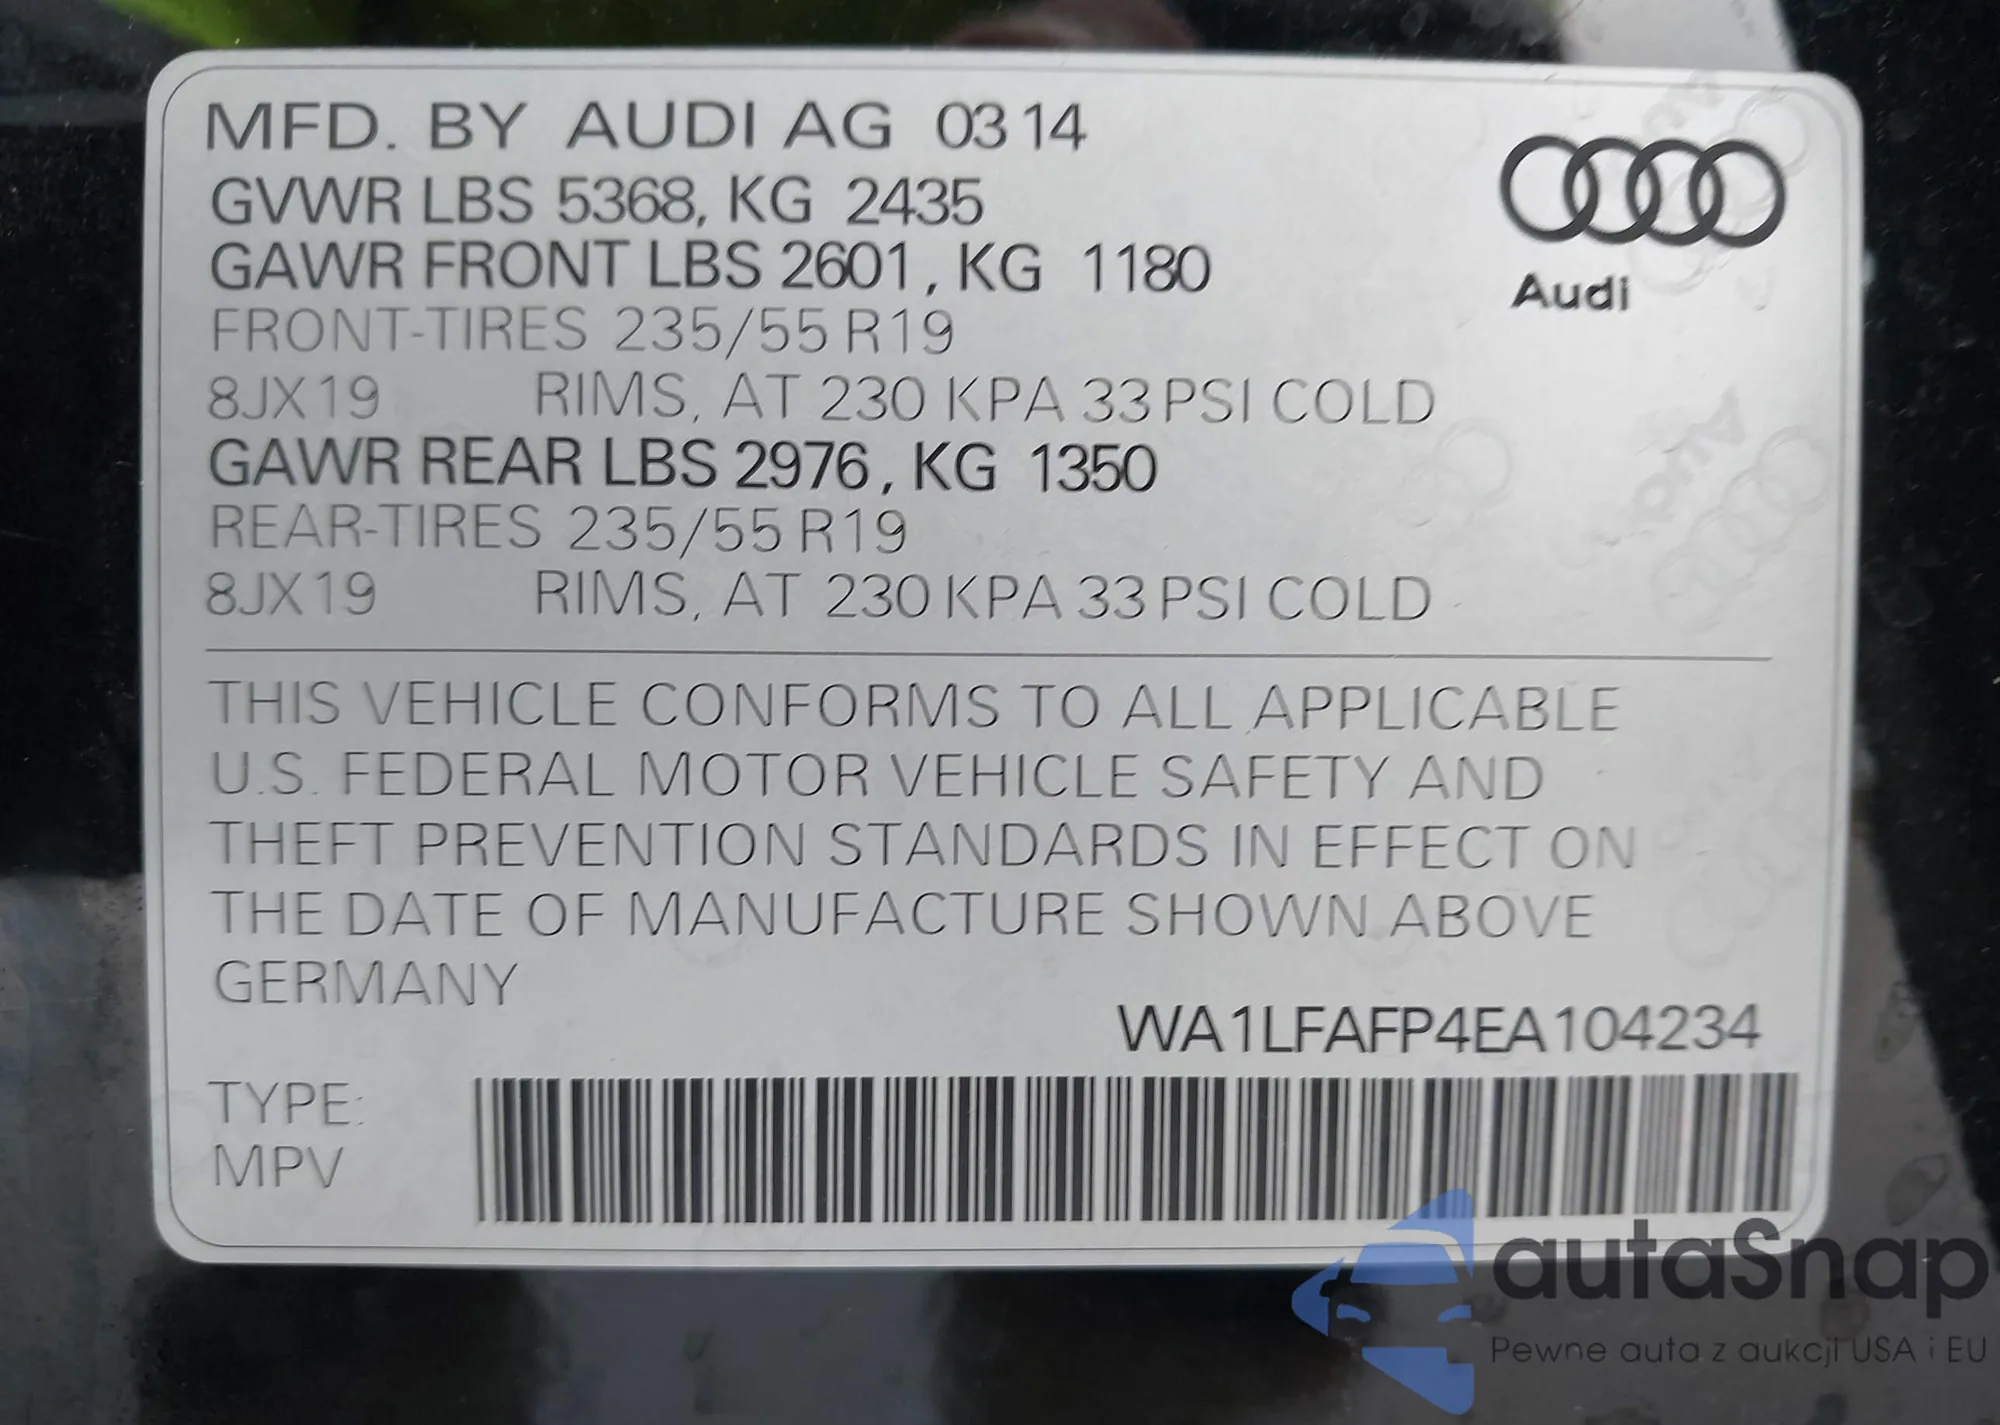 MFD. BY AUDI AG 03 14
GVWR LBS 5368, KG 2435
GAWR FRONT LBS 2601, KG 1180
FRONT-TIRES 235/55 R19
8JX19 RIMS, AT 230 KPA 33 PSI COLD
GAWR REAR LBS 2976, KG 1350
REAR-TIRES 235/55 R19
8JX19 RIMS, AT 230 KPA 33 PSI COLD
Audi
THIS VEHICLE CONFORMS TO ALL APPLICABLE
U.S. FEDERAL MOTOR VEHICLE SAFETY AND
THEFT PREVENTION STANDARDS IN EFFECT ON
THE DATE OF MANUFACTURE SHOWN ABOVE
GERMANY
WA1LFAFP4EA104234
TYPE:
MPV
autaSnap
Pewne auta z aukcji USA i EU